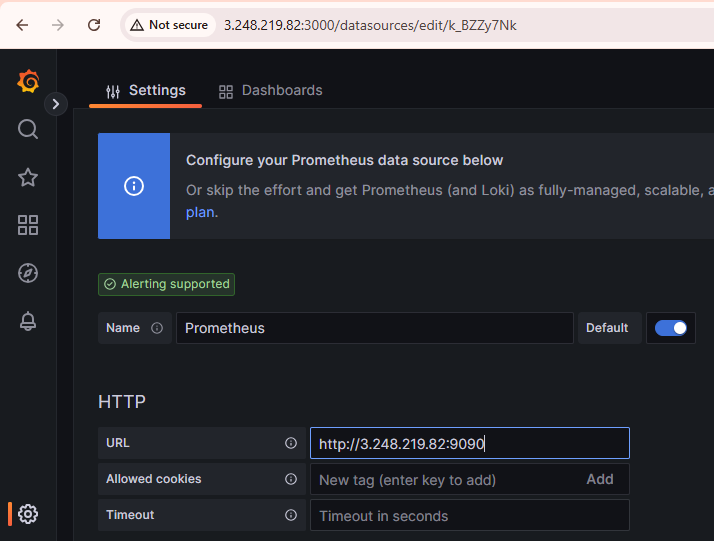 Not secure 3.248.219.82:3000/datasources/edit/k_BZZy7Nk
Settings Dashboards
Configure your Prometheus data source below
Or skip the effort and get Prometheus (and Loki) as fully-managed, scalable, a
plan.
Alerting supported
Name Prometheus Default
HTTP
URL http://3.248.219.82:9090
Allowed cookies New tag (enter key to add) Add
Timeout Timeout in seconds